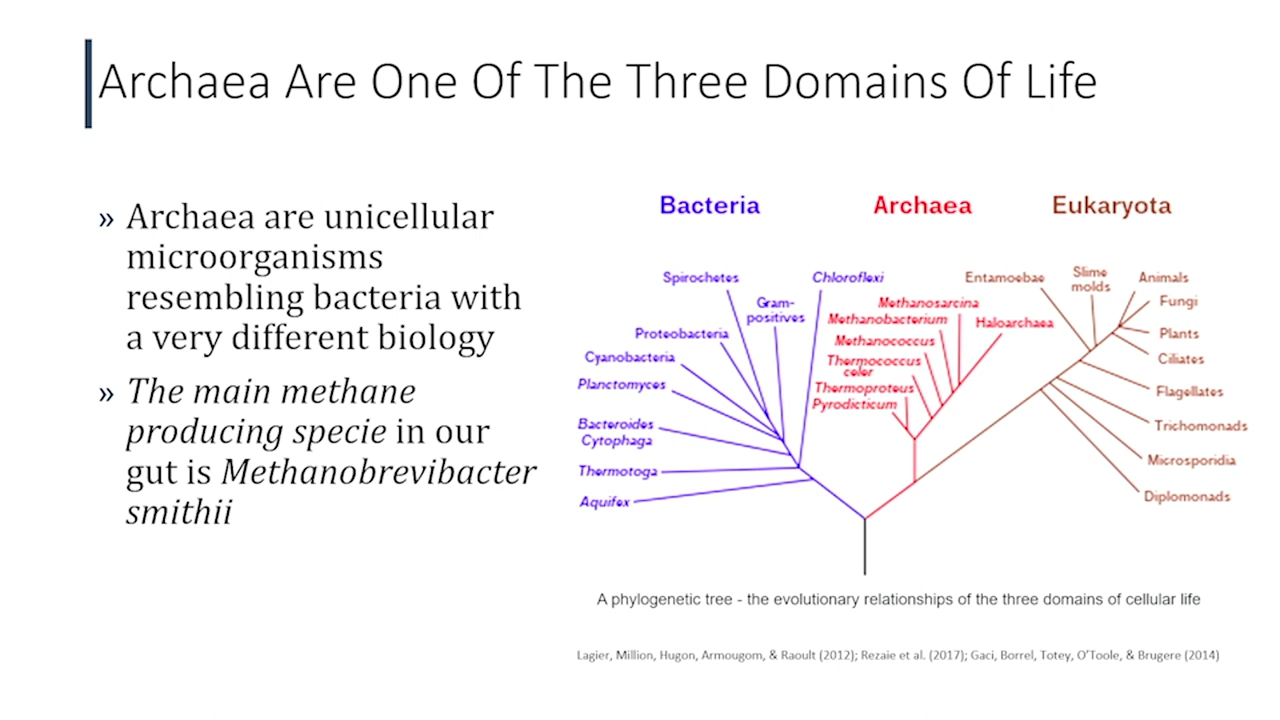 Archaea Are One Of The Three Domains Of Life
» Archaea are unicellular
microorganisms
resembling bacteria with
a very different biology
» The main methane
producing specie in our
gut is Methanobrevibacter
smithii
Bacteria
Archaea
Eukaryota
Spirochetes
Chloroflexi
Gram-
positives
Proteobacteria
Cyanobacteria
Planctomyces
Bacteroides
Cytophaga
Thermotoga
Aquifex
Methanosarcina
Methanobacterium
Haloarchaea
Methanococcus
Thermococcus
celer
Thermoproteus
Pyrodicticum
Entamoebae
Slime
molds
Animals
Fungi
Plants
Ciliates
Flagellates
Trichomonads
Microsporidia
Diplomonads
A phylogenetic tree - the evolutionary relationships of the three domains of cellular life
Lagier, Million, Hugon, Armougom, & Raoult (2012); Rezaie et al. (2017); Gaci, Borrel, Totey, O’Toole, & Brugere (2014)